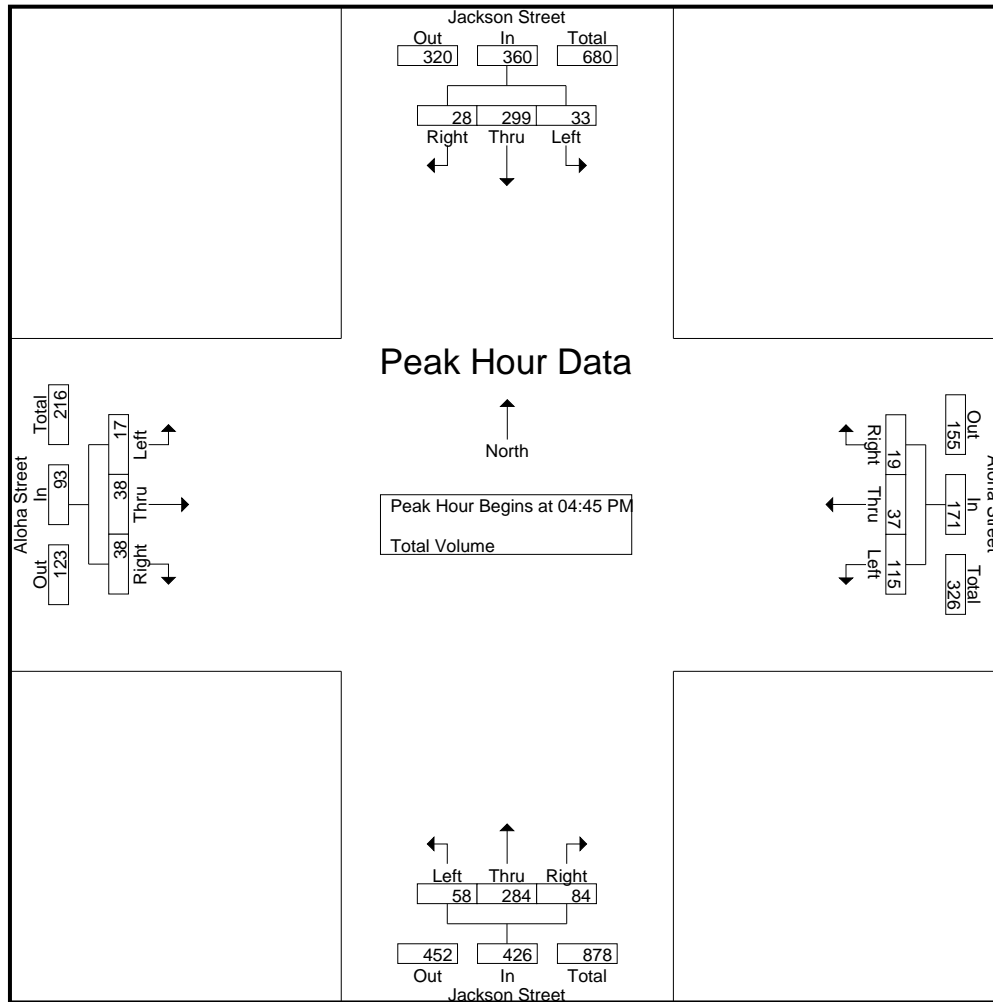 Jackson Street
Out In Total
320 360 680
28 299 33
Right Thru Left
Peak Hour Data
North
Peak Hour Begins at 04:45 PM
Total Volume
Aloha Street
Total In Out
216 93 123
17 38 38
Left Thru Right
Aloha Street
Out In Total
155 171 326
19 37 115
Right Thru Left
Left Thru Right
58 284 84
452 426 878
Out In Total
Jackson Street